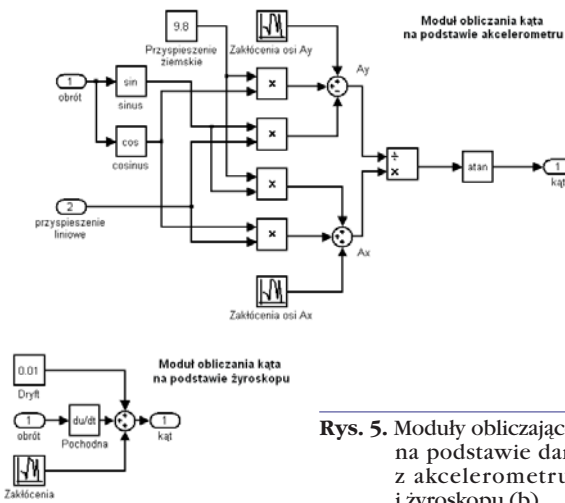 Moduł obliczania kąta
na podstawie akcelerometru
9.8
Przyspieszenie
ziemskie
Zakłócenia osi Ay
Ay
1
obrót
sin
sinus
cos
cosinus
2
przyspieszenie
liniowe
×
×
×
×
÷
×
atan
1
kąt
Ax
Zakłócenia osi Ax
Moduł obliczania kąta
na podstawie żyroskopu
0.01
Dryft
1
obrót
du/dt
Pochodna
1
kąt
Zakłócenia
Rys. 5. Moduły obliczając
na podstawie dan
z akcelerometru
i żyroskopu (b)